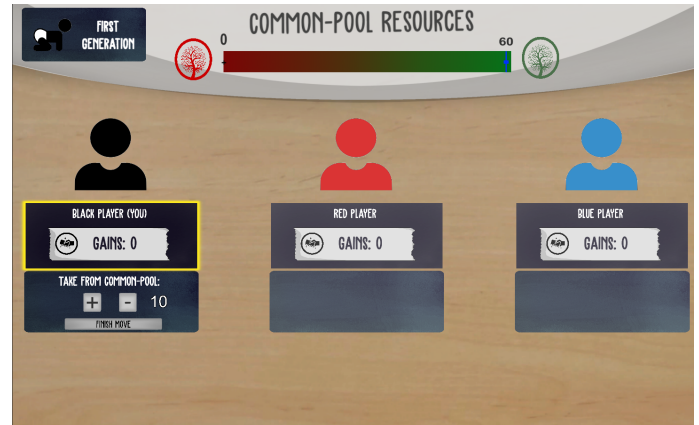 FIRST
GENERATION
COMMON-POOL RESOURCES
0
60
BLACK PLAYER (YOU)
GAINS: 0
RED PLAYER
GAINS: 0
BLUE PLAYER
GAINS: 0
TAKE FROM COMMON-POOL:
+ - 10
FINISH MOVE